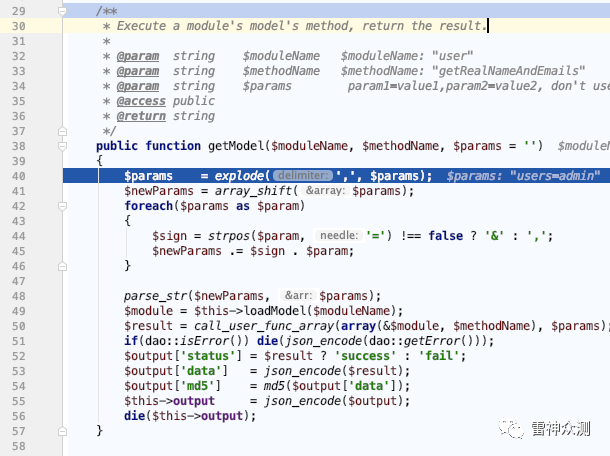 29 /**
30 * Execute a module's model's method, return the result.
31 *
32 * @param string $moduleName $moduleName: "user"
33 * @param string $methodName $methodName: "getRealNameAndEmails"
34 * @param string $params param1=value1,param2=value2, don't use
35 * @access public
36 * @return string
37 */
38 public function getModel($moduleName, $methodName, $params = '') $moduleN
39 {
40 $params = explode( delimiter: ',', $params); $params: "users=admin"
41 $newParams = array_shift( &array: $params);
42 foreach($params as $param)
43 {
44 $sign = strpos($param, needle: '=') !== false ? '&' : ',';
45 $newParams .= $sign . $param;
46 }
47
48 parse_str($newParams, &arr: $params);
49 $module = $this->loadModel($moduleName);
50 $result = call_user_func_array(array(&$module, $methodName), $params);
51 if(dao::isError()) die(json_encode(dao::getError()));
52 $output['status'] = $result ? 'success' : 'fail';
53 $output['data'] = json_encode($result);
54 $output['md5'] = md5($output['data']);
55 $this->output = json_encode($output);
56 die($this->output);
57 }
58
雷神众测